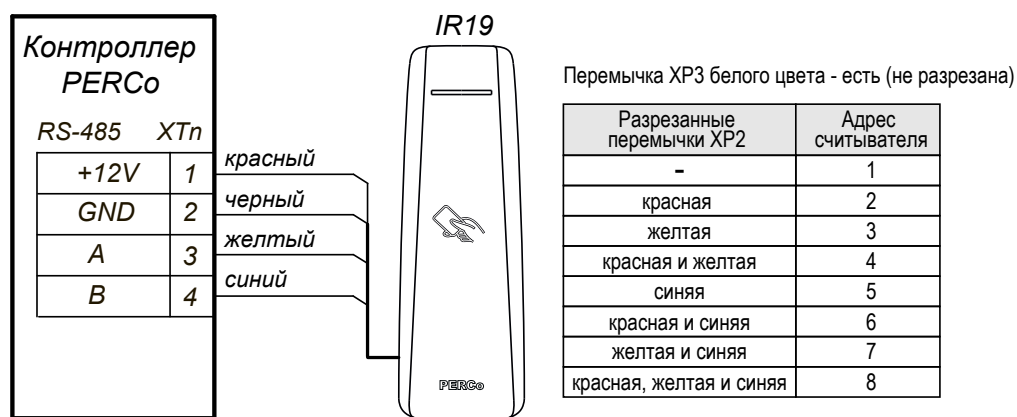 IR19
Контроллер
PERCo
RS-485 XTn
+12V 1 красный
GND 2 черный
A 3 желтый
B 4 синий
PERCo
Перемычка XP3 белого цвета - есть (не разрезана)
Разрезанные перемычки XP2
Адрес считывателя
- 1
красная 2
желтая 3
красная и желтая 4
синяя 5
красная и синяя 6
желтая и синяя 7
красная, желтая и синяя 8